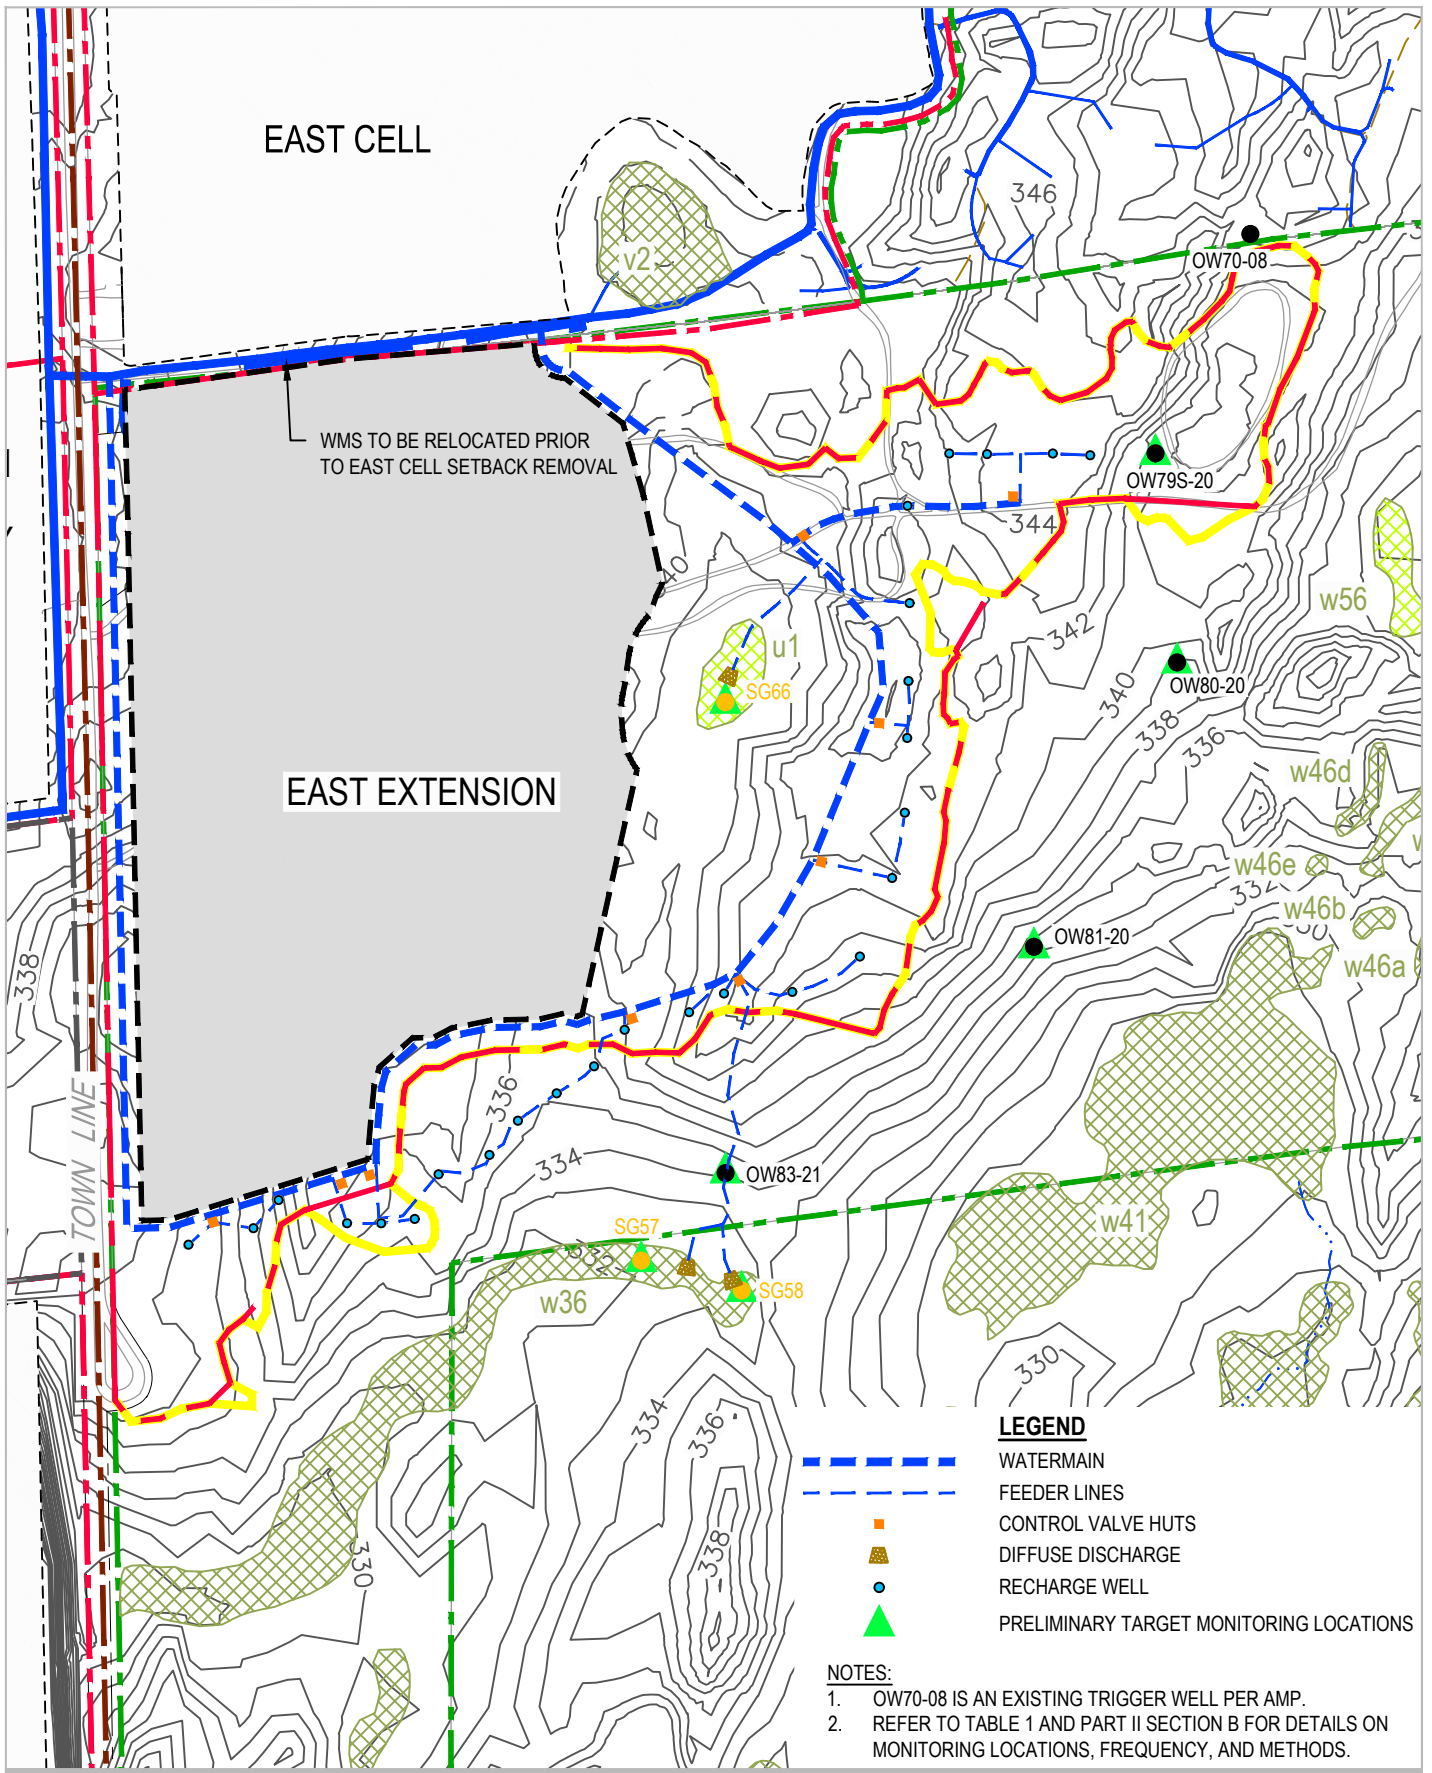 EAST CELL
v2
346
OW70-08
WMS TO BE RELOCATED PRIOR
TO EAST CELL SETBACK REMOVAL
OW79S-20
344
40
w56
u1
342
SG66
OW80-20
340
338
336
EAST EXTENSION
w46d
w46e
332
w46b
330
OW81-20
w46a
338
336
TOWN LINE
334
OW83-21
SG57
w41
332
SG58
w36
330
334
336
338
330
LEGEND
WATERMAIN
FEEDER LINES
CONTROL VALVE HUTS
DIFFUSE DISCHARGE
RECHARGE WELL
PRELIMINARY TARGET MONITORING LOCATIONS
NOTES:
1. OW70-08 IS AN EXISTING TRIGGER WELL PER AMP.
2. REFER TO TABLE 1 AND PART II SECTION B FOR DETAILS ON
MONITORING LOCATIONS, FREQUENCY, AND METHODS.